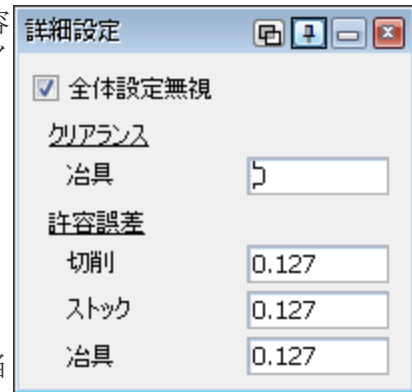 詳細設定
全体設定無視
クリアランス
冶具
許容誤差
切削 0.127
ストック 0.127
冶具 0.127